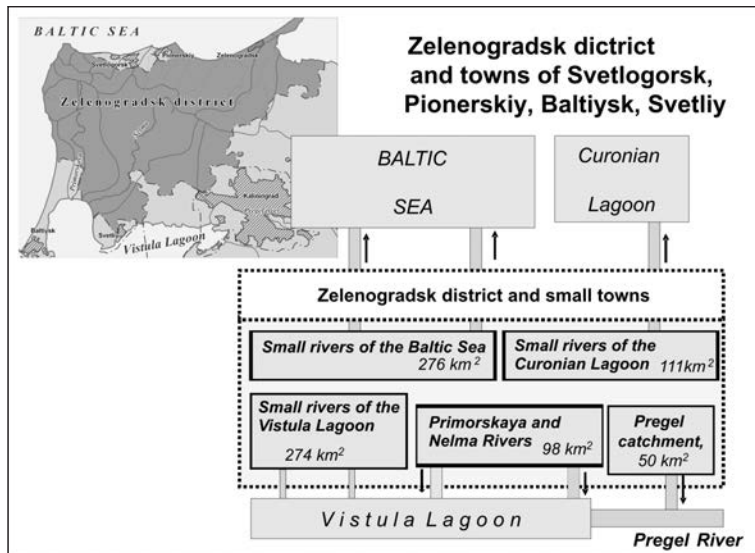 BALTIC SEA
Pionerskiy
Zelenogradsk
Svetlogorsk
Zelenogradsk district
Kaliningrad
Baltiysk
Svetliy
Vistula Lagoon
Zelenogradsk dictrict
and towns of Svetlogorsk,
Pionerskiy, Baltiysk, Svetliy
BALTIC
SEA
Curonian
Lagoon
Zelenogradsk district and small towns
Small rivers of the Baltic Sea
276 km²
Small rivers of the
Curonian Lagoon 111km²
Small rivers of the
Vistula Lagoon
274 km²
Primorskaya and
Nelma Rivers 98 km²
Pregel
catchment,
50 km²
Vistula Lagoon
Pregel River